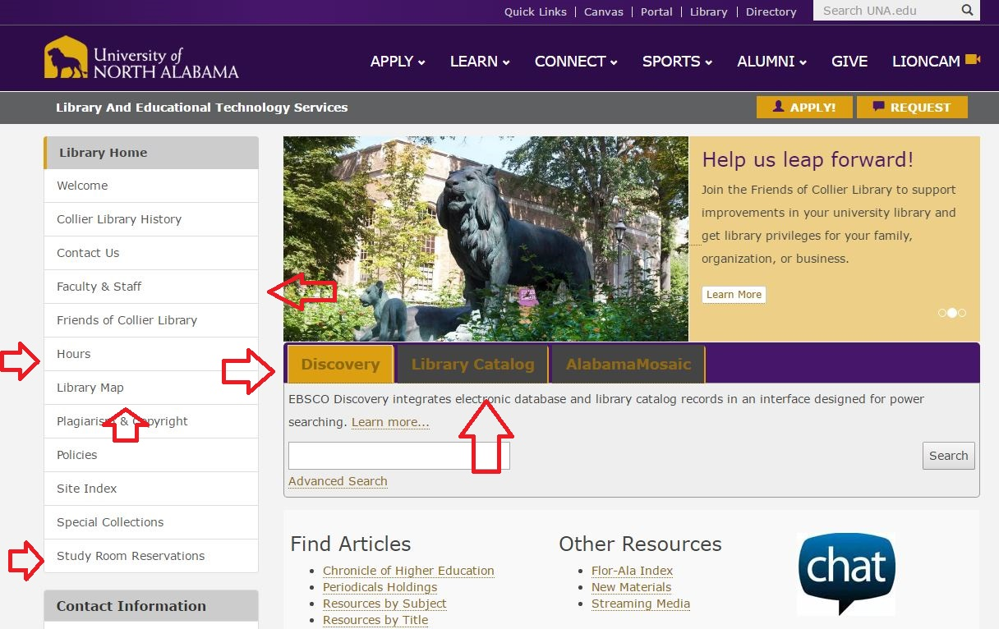 Quick Links | Canvas | Portal | Library | Directory
Search UNA.edu
University of
NORTH ALABAMA
APPLY LEARN CONNECT SPORTS ALUMNI GIVE LIONCAM
Library And Educational Technology Services
APPLY! REQUEST
Library Home
Welcome
Collier Library History
Contact Us
Faculty & Staff
Friends of Collier Library
Hours
Library Map
Plagiarism & Copyright
Policies
Site Index
Special Collections
Study Room Reservations
Contact Information
Help us leap forward!
Join the Friends of Collier Library to support
improvements in your university library and
get library privileges for your family,
organization, or business.
Learn More
Discovery Library Catalog AlabamaMosaic
EBSCO Discovery integrates electronic database and library catalog records in an interface designed for power
searching. Learn more...
Search
Advanced Search
Find Articles
Chronicle of Higher Education
Periodicals Holdings
Resources by Subject
Resources by Title
Other Resources
Flor-Ala Index
New Materials
Streaming Media
chat